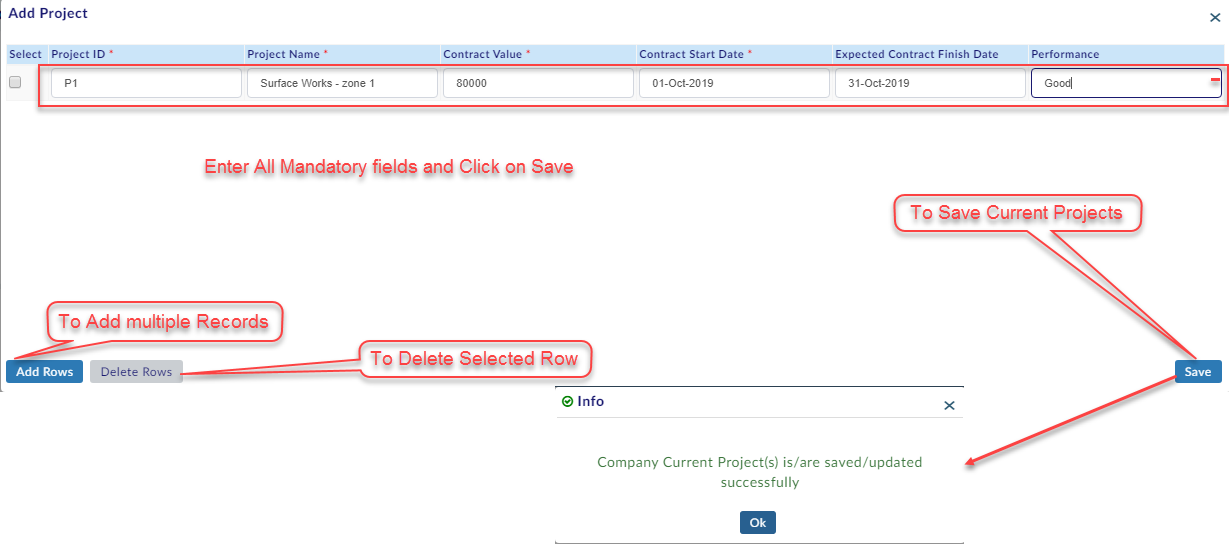 Add Project
Select Project ID * Project Name * Contract Value * Contract Start Date * Expected Contract Finish Date Performance
P1 Surface Works - zone 1 80000 01-Oct-2019 31-Oct-2019 Good
Enter All Mandatory fields and Click on Save
To Save Current Projects
To Add multiple Records
To Delete Selected Row
Add Rows Delete Rows Save
Info
Company Current Project(s) is/are saved/updated
successfully
Ok